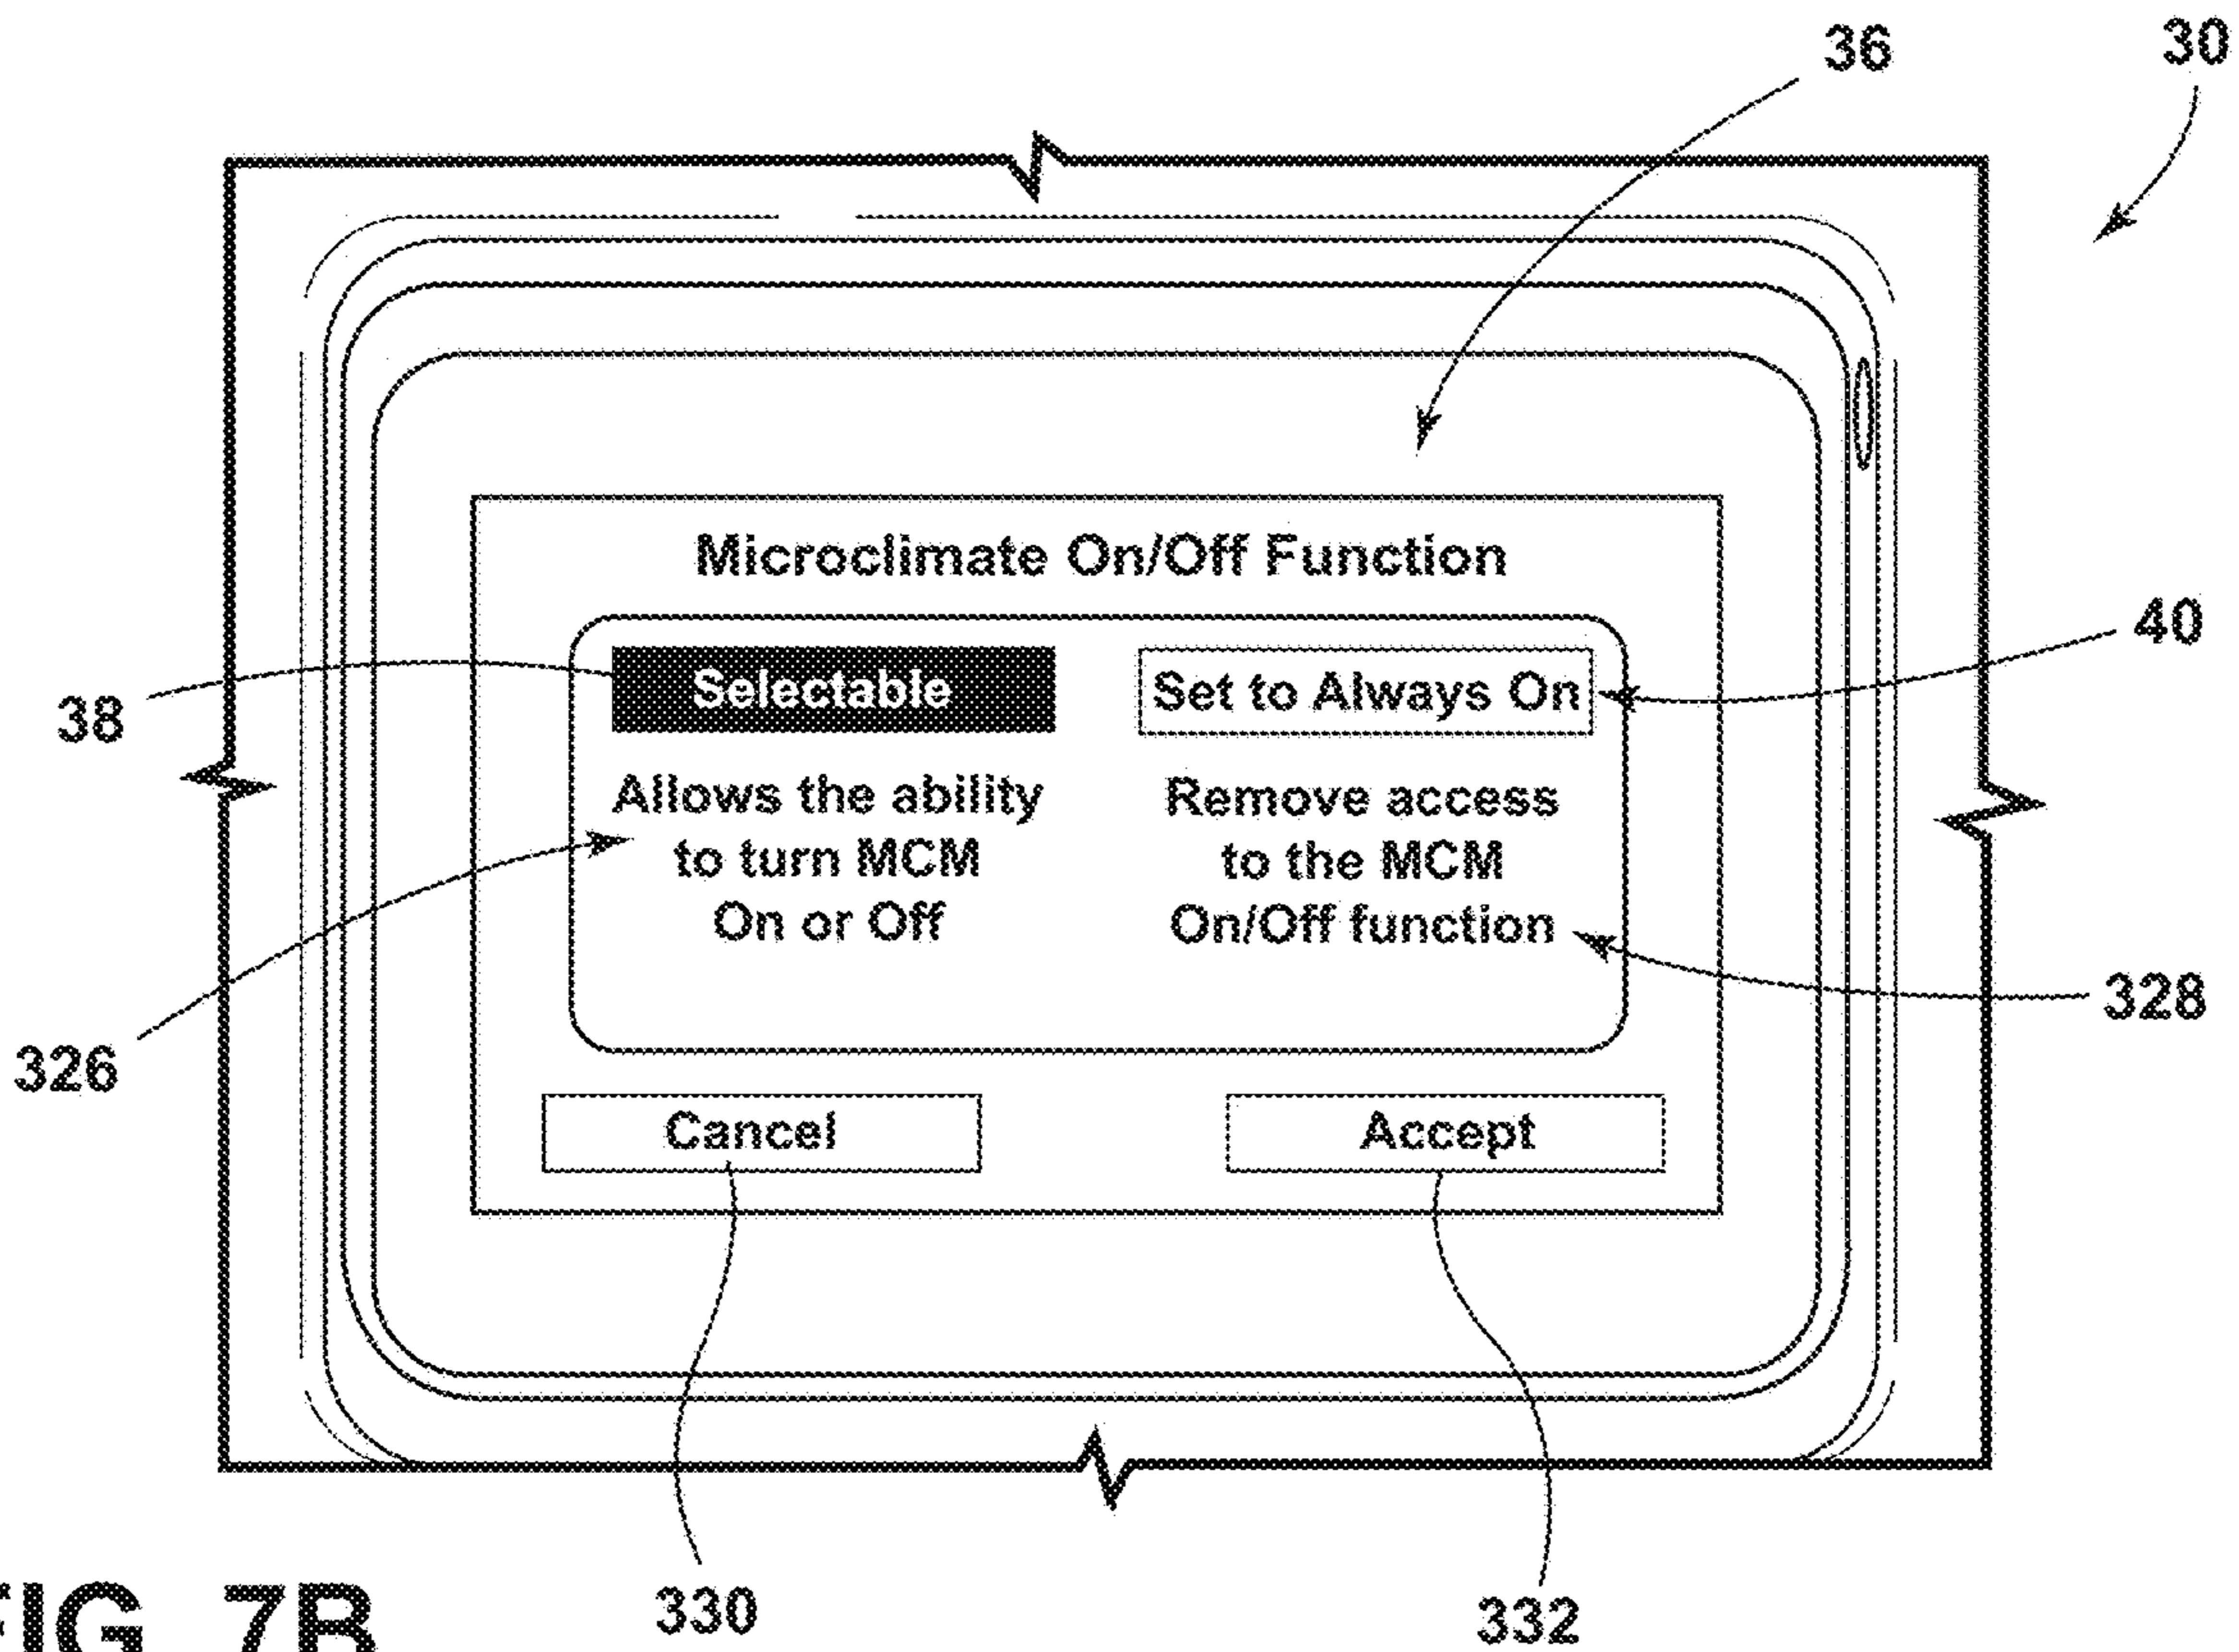 36
30
Microclimate On/Off Function
Selectable
Set to Always On
40
38
Allows the ability
to turn MCM
On or Off
Remove access
to the MCM
On/Off function
328
326
Cancel
Accept
330
332
FIG. 7B